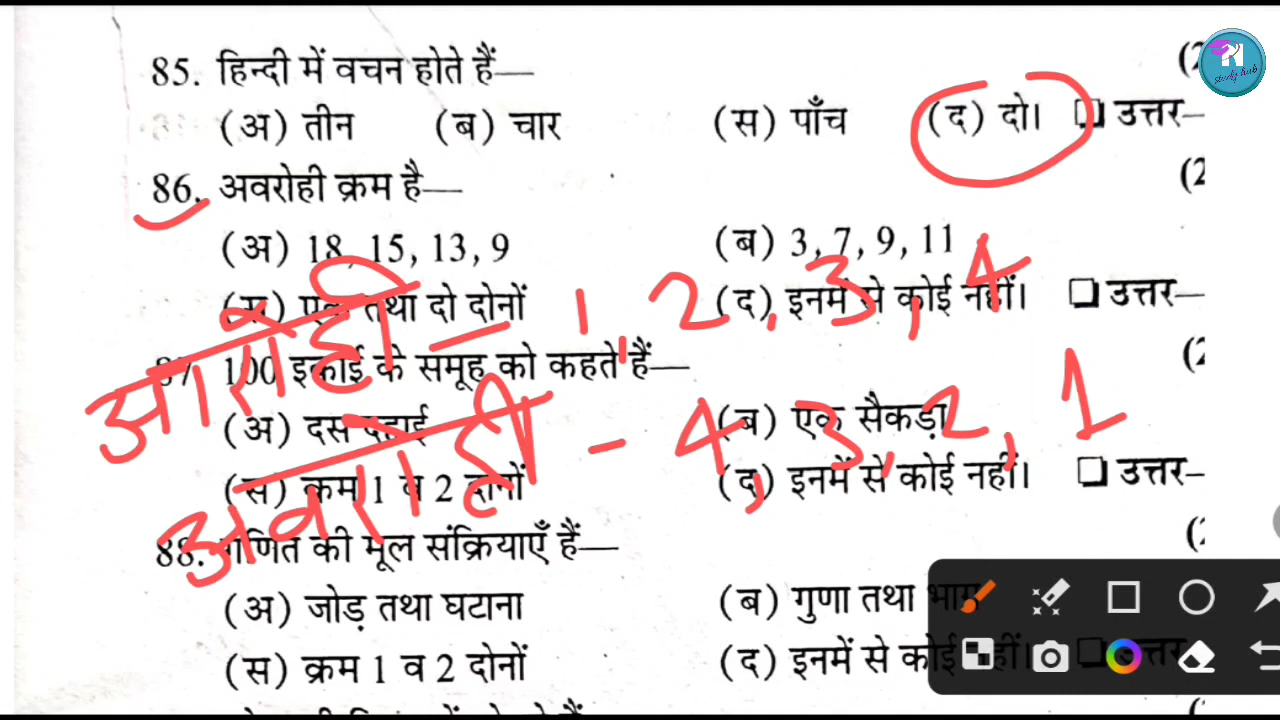 85. हिन्दी में वचन होते हैं—
(अ) तीन (ब) चार (स) पाँच (द) दो। ❑ उत्तर—
86. अवरोही क्रम है—
(अ) 18, 15, 13, 9 (ब) 3, 7, 9, 11
(स) एक तथा दो दोनों (द) इनमें से कोई नहीं। ❑ उत्तर—
आरोही – 1, 2, 3, 4
87. 100 इकाई के समूह को कहते हैं—
(अ) दस दहाई (ब) एक सैकड़ा
अवरोही - 4, 3, 2, 1
(स) क्रम 1 व 2 दोनों (द) इनमें से कोई नहीं। ❑ उत्तर—
88. गणित की मूल संक्रियाएँ हैं—
(अ) जोड़ तथा घटाना (ब) गुणा तथा भाग
(स) क्रम 1 व 2 दोनों (द) इनमें से कोई नहीं। ❑ उत्तर—
N
study hub